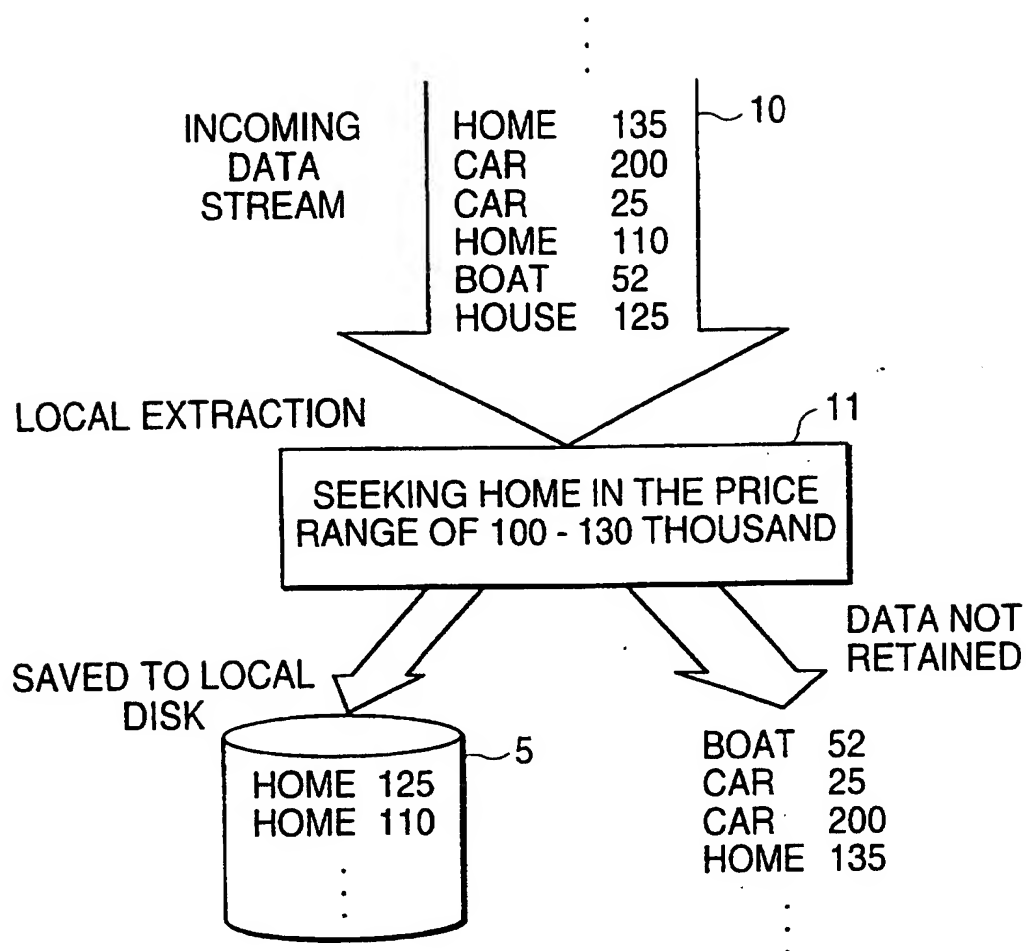 INCOMING
DATA
STREAM
HOME 135
CAR 200
CAR 25
HOME 110
BOAT 52
HOUSE 125
10
LOCAL EXTRACTION
11
SEEKING HOME IN THE PRICE
RANGE OF 100 - 130 THOUSAND
SAVED TO LOCAL
DISK
DATA NOT
RETAINED
5
HOME 125
HOME 110
BOAT 52
CAR 25
CAR 200
HOME 135